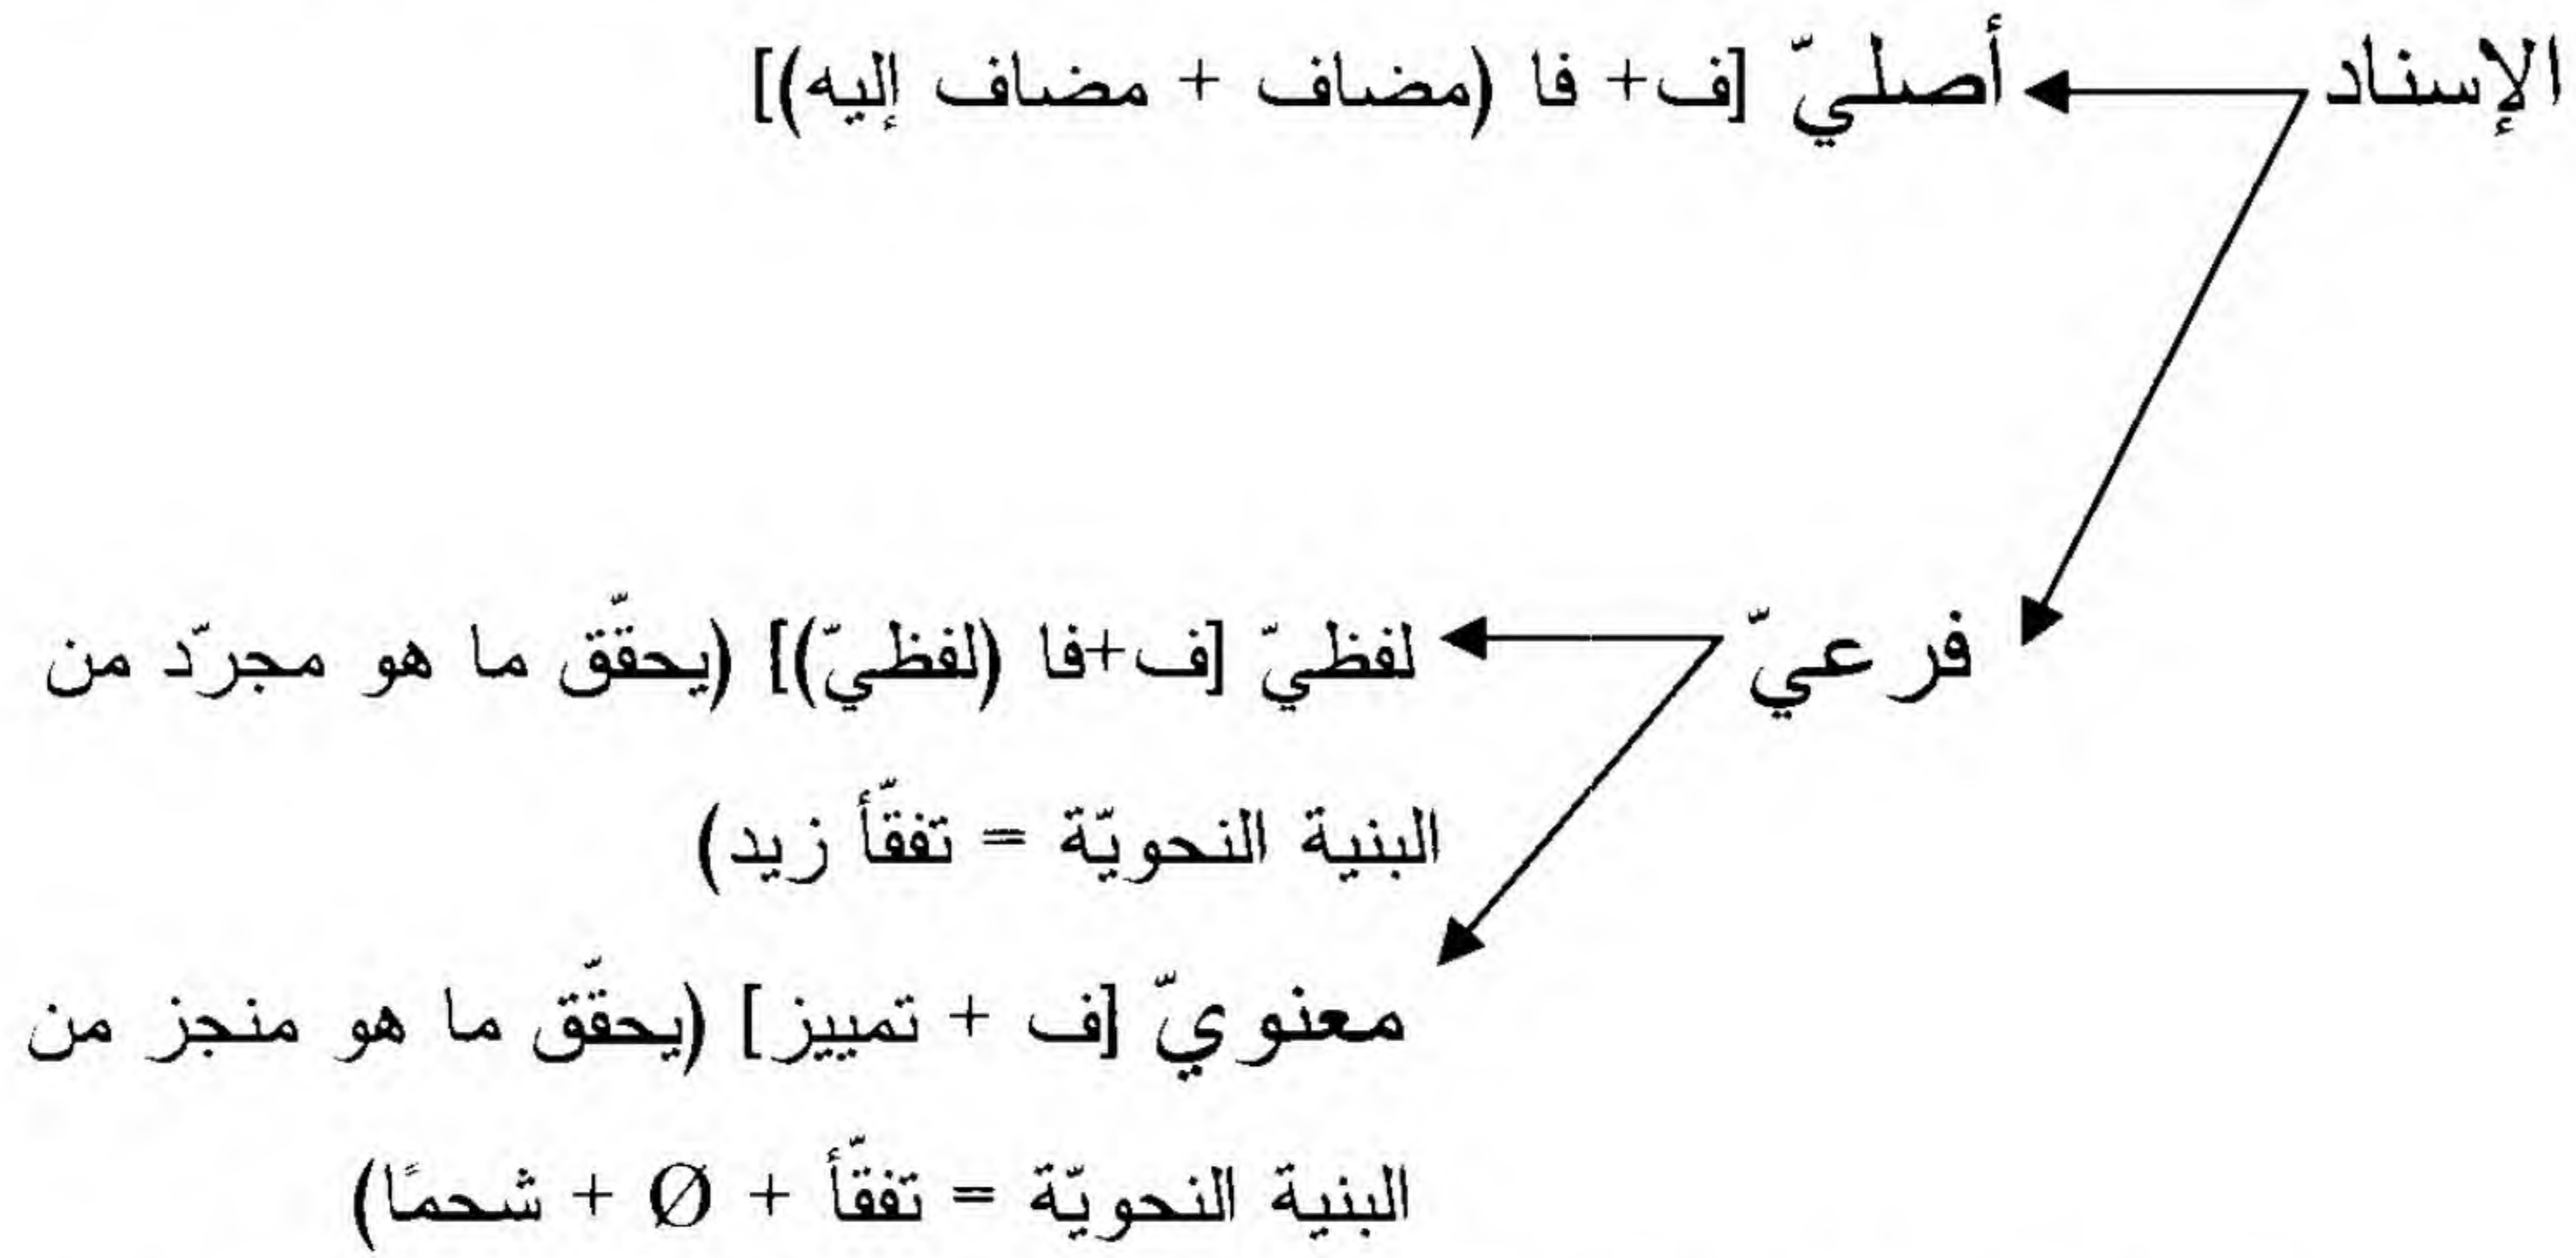 الإسناد أصليّ [ف+ فا (مضاف + مضاف إليه)]
فرعيّ لفظيّ [ف+فا (لفظيّ)] (يحقّق ما هو مجرّد من
البنية النحويّة = تفقّأ زيد)
معنويّ [ف + تمييز] (يحقّق ما هو منجز من
البنية النحويّة = تفقّأ + Ø + شحمًا)